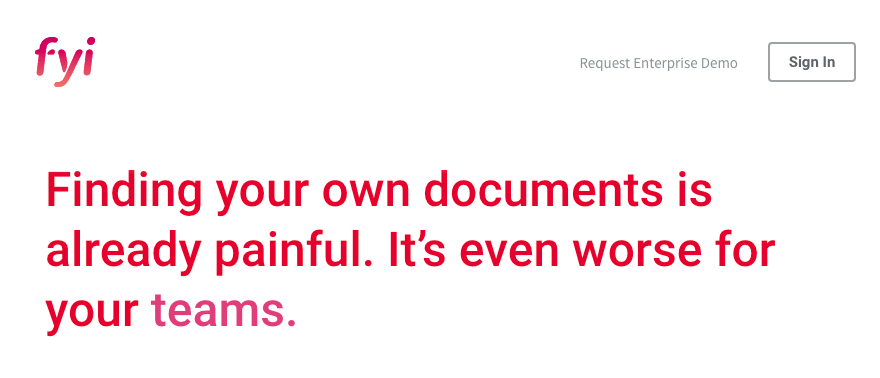 fyi
Request Enterprise Demo
Sign In
Finding your own documents is
already painful. It’s even worse for
your teams.